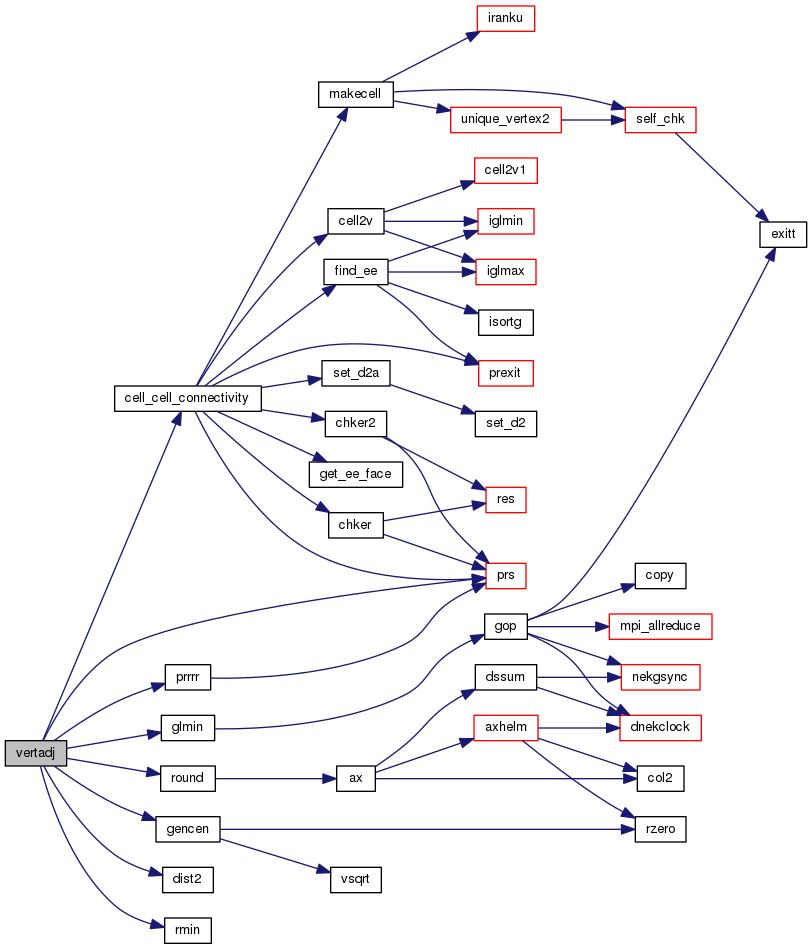 iranku
makecell
unique_vertex2
self_chk
cell2v1
cell2v
iglmin
exitt
find_ee
iglmax
isortg
set_d2a
prexit
cell_cell_connectivity
chker2
set_d2
get_ee_face
res
chker
prs
copy
gop
mpi_allreduce
prrrr
dssum
nekgsync
glmin
axhelm
dnekclock
vertadj
round
ax
col2
gencen
rzero
dist2
vsqrt
rmin